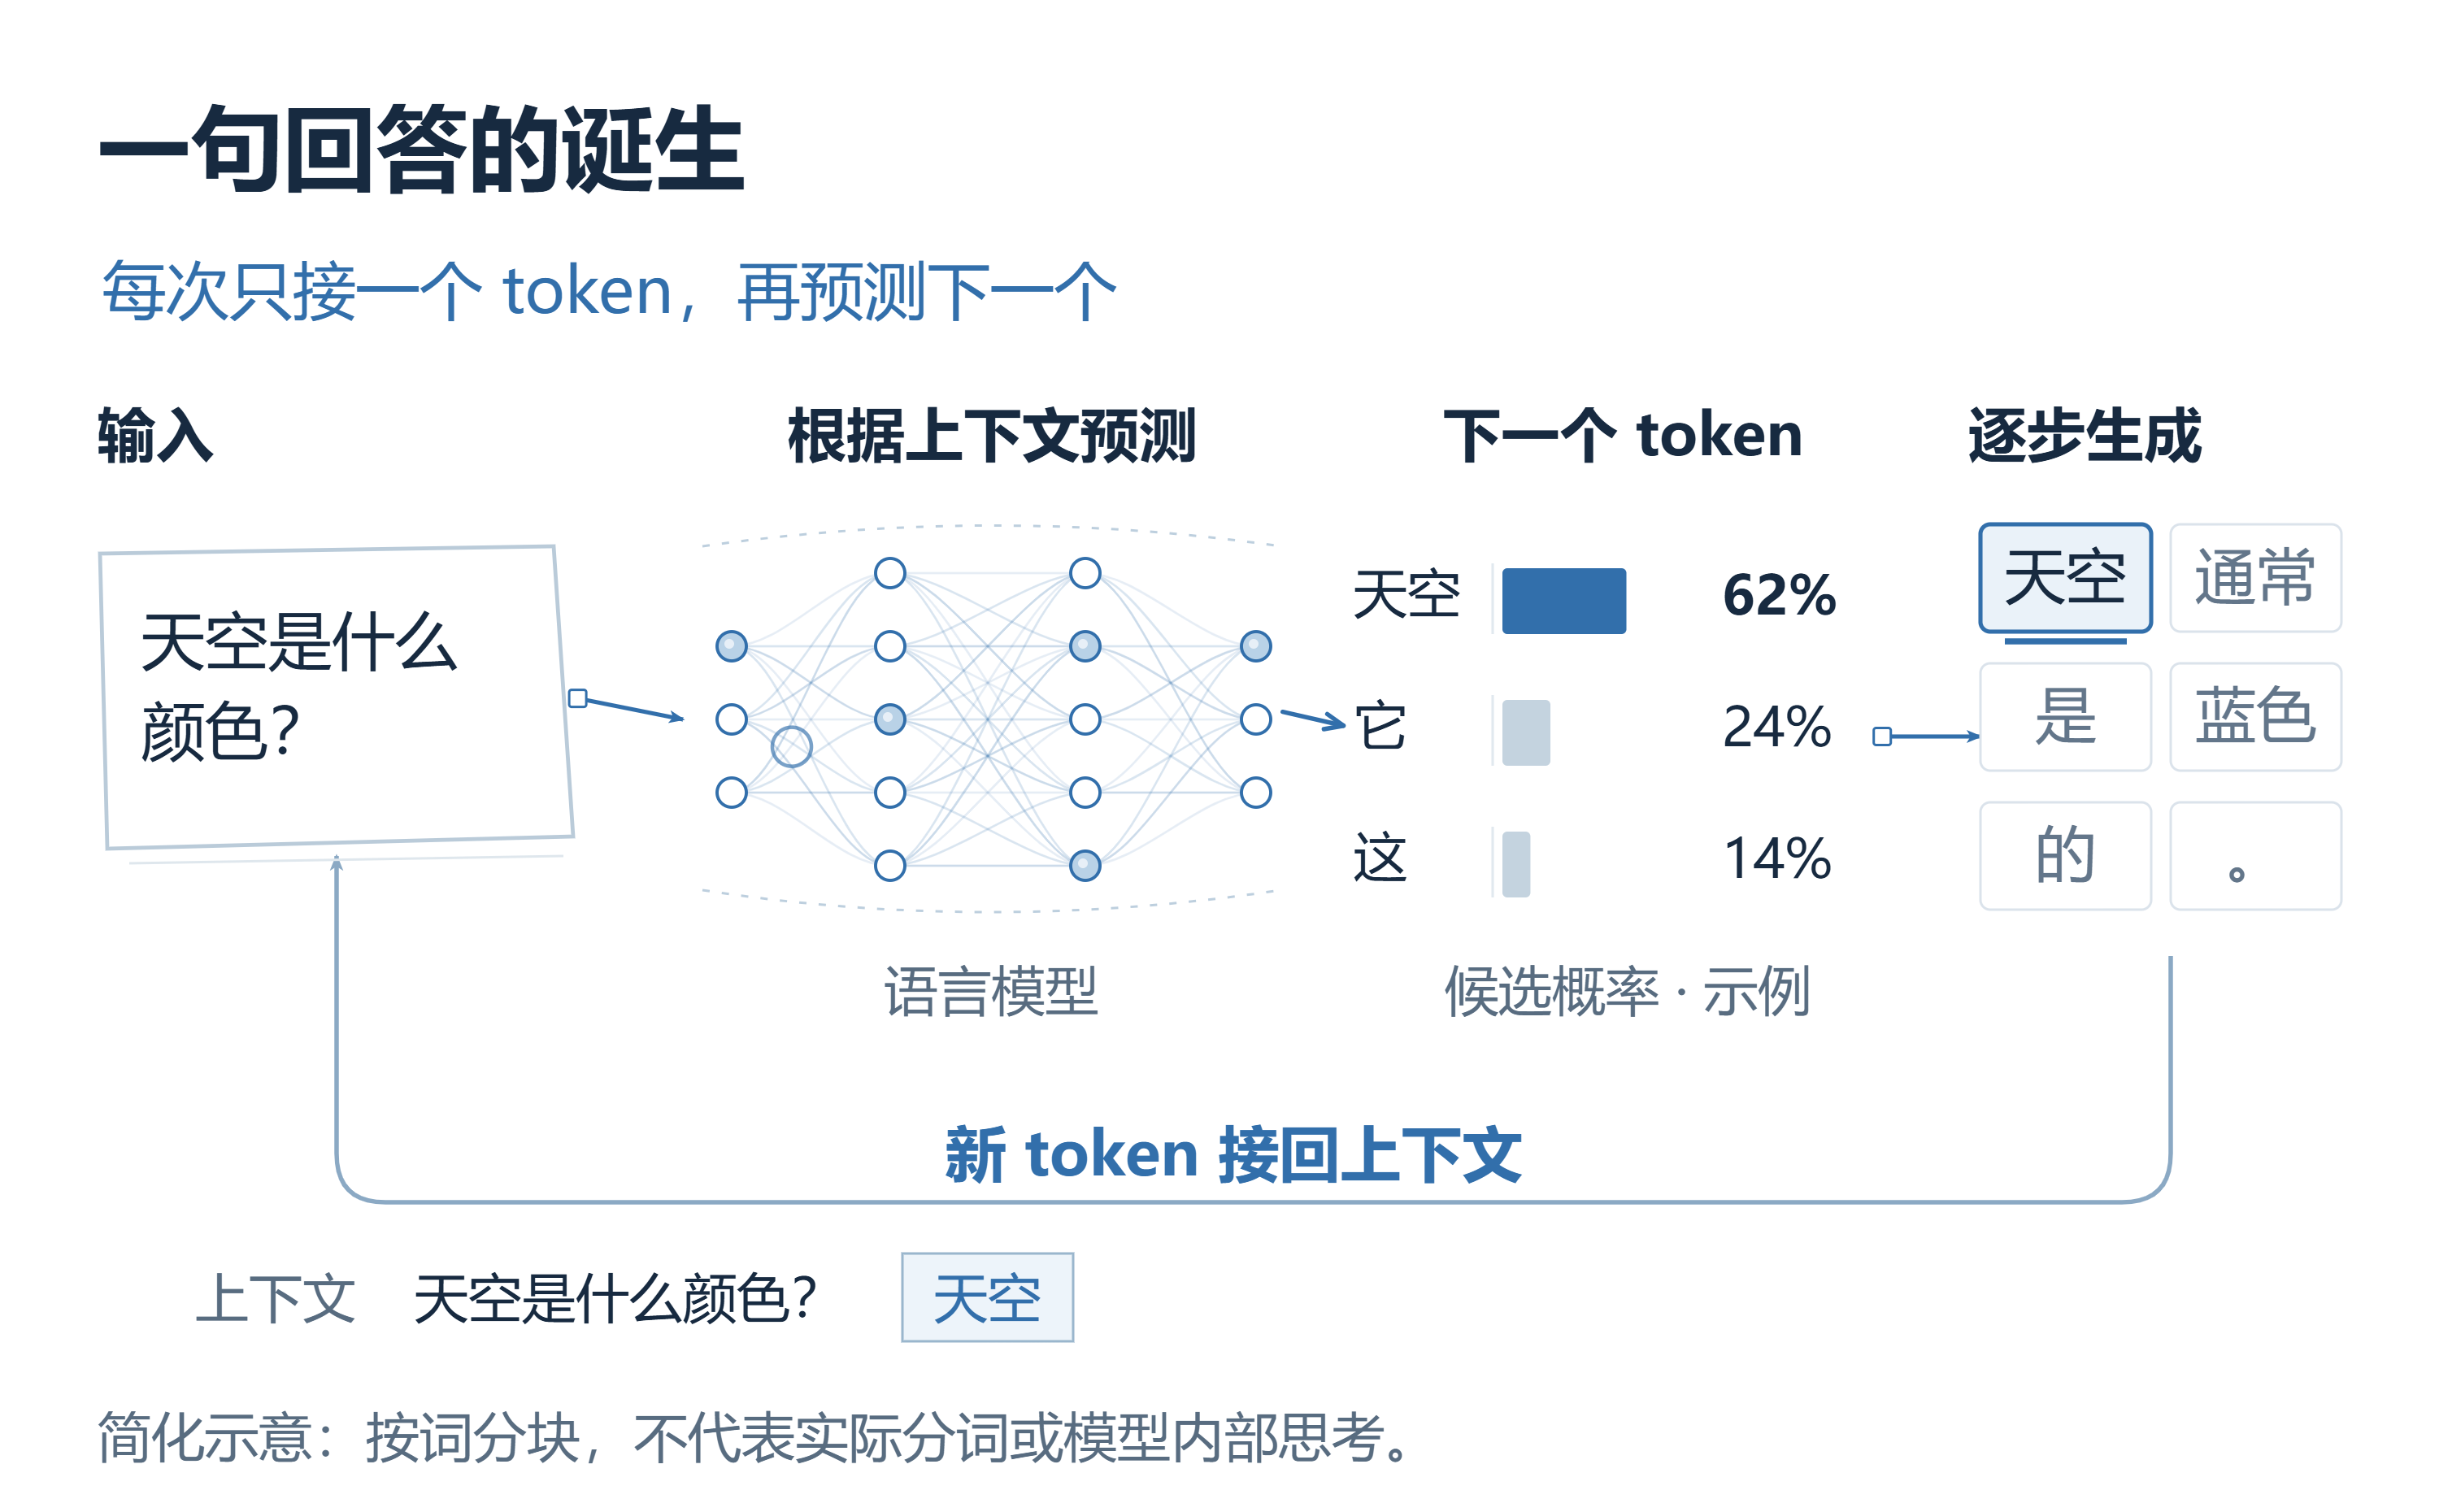 一句回答的诞生
每次只接一个 token，再预测下一个
输入
根据上下文预测
下一个 token
逐步生成
天空是什么
颜色？
天空
62%
它
24%
这
14%
天空
通常
是
蓝色
的
。
语言模型
候选概率 · 示例
新 token 接回上下文
上下文
天空是什么颜色？
天空
简化示意：按词分块，不代表实际分词或模型内部思考。